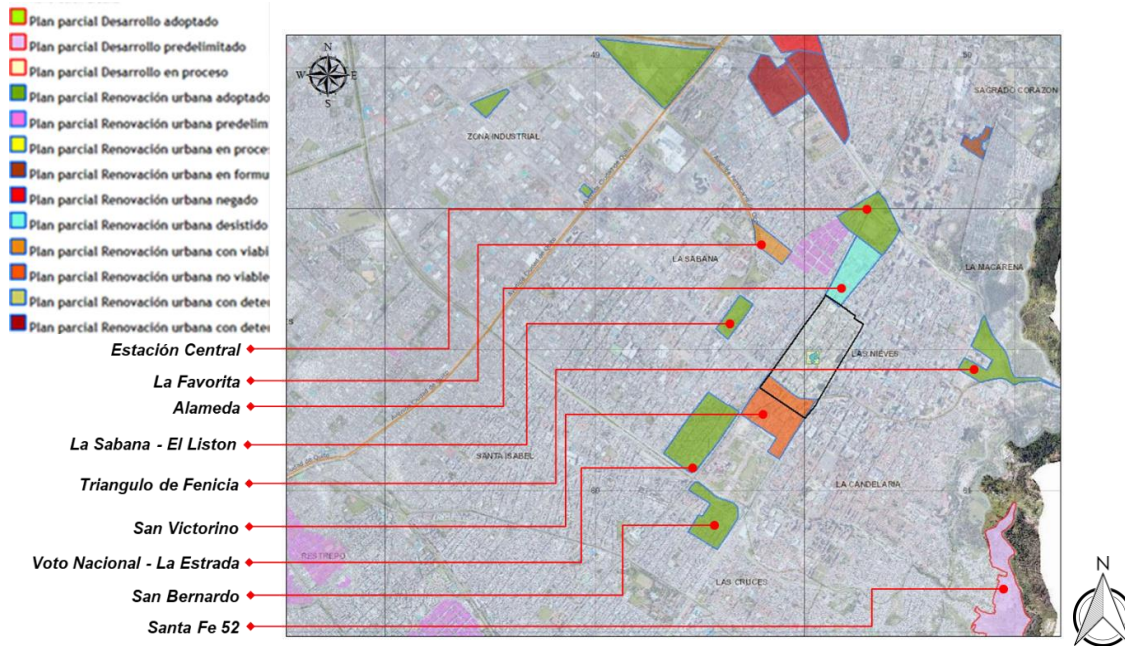 Plan parcial Desarrollo adoptado
Plan parcial Desarrollo predelimitado
Plan parcial Desarrollo en proceso
Plan parcial Renovación urbana adoptado
Plan parcial Renovación urbana predelim
Plan parcial Renovación urbana en proce
Plan parcial Renovación urbana en formu
Plan parcial Renovación urbana negado
Plan parcial Renovación urbana desistido
Plan parcial Renovación urbana con viabi
Plan parcial Renovación urbana no viable
Plan parcial Renovación urbana con deter
Plan parcial Renovación urbana con deter
Estación Central
La Favorita
Alameda
La Sabana - El Liston
Triangulo de Fenicia
San Victorino
Voto Nacional - La Estrada
San Bernardo
Santa Fe 52
N
W
E
S
49
50
SAGRADO CORAZON
ZONA INDUSTRIAL
LA SABANA
LA MACARENA
LAS NIEVES
SANTA ISABEL
LA CANDELARIA
RESTREPO
LAS CRUCES
N